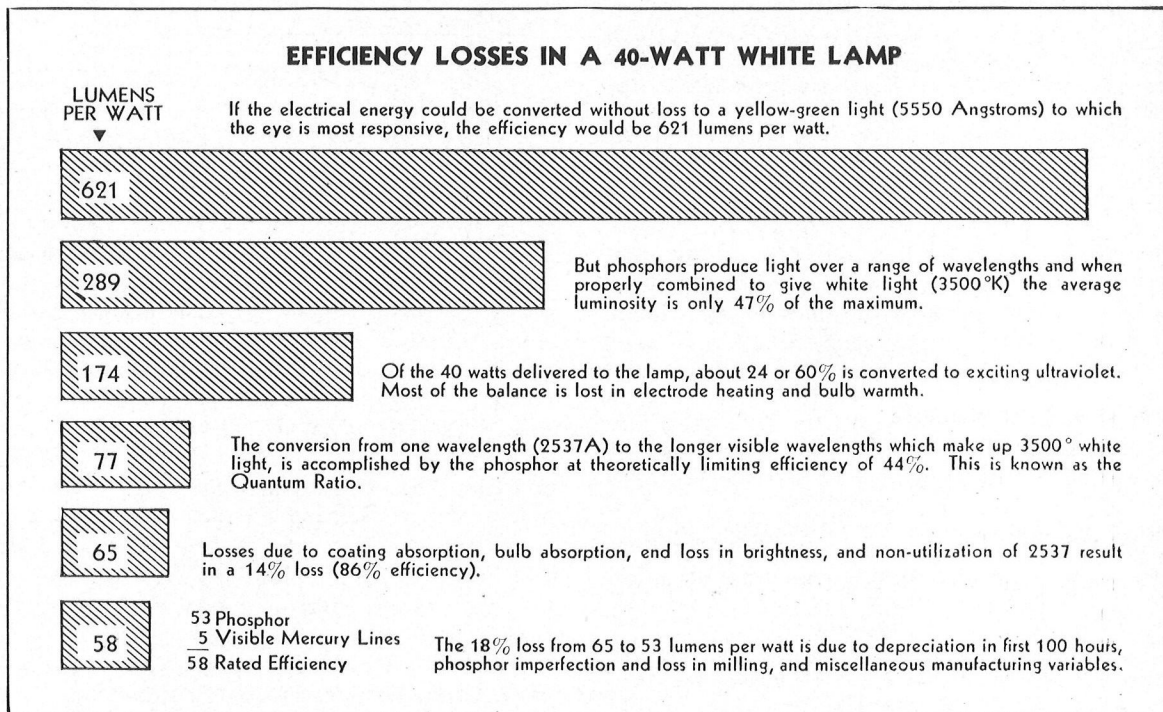 EFFICIENCY LOSSES IN A 40-WATT WHITE LAMP
LUMENS
PER WATT
If the electrical energy could be converted without loss to a yellow-green light (5550 Angstroms) to which
the eye is most responsive, the efficiency would be 621 lumens per watt.
621
289
But phosphors produce light over a range of wavelengths and when
properly combined to give white light (3500°K) the average
luminosity is only 47% of the maximum.
174
Of the 40 watts delivered to the lamp, about 24 or 60% is converted to exciting ultraviolet.
Most of the balance is lost in electrode heating and bulb warmth.
77
The conversion from one wavelength (2537A) to the longer visible wavelengths which make up 3500° white
light, is accomplished by the phosphor at theoretically limiting efficiency of 44%. This is known as the
Quantum Ratio.
65
Losses due to coating absorption, bulb absorption, end loss in brightness, and non-utilization of 2537 result
in a 14% loss (86% efficiency).
58
53 Phosphor
5 Visible Mercury Lines
58 Rated Efficiency
The 18% loss from 65 to 53 lumens per watt is due to depreciation in first 100 hours,
phosphor imperfection and loss in milling, and miscellaneous manufacturing variables.